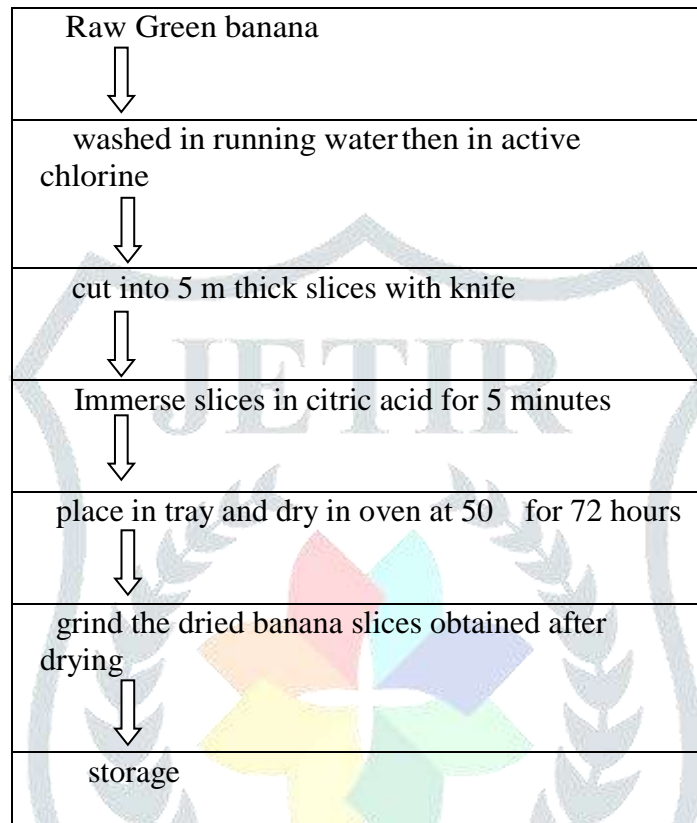 Raw Green banana
washed in running water then in active
chlorine
cut into 5 m thick slices with knife
JETIR
Immerse slices in citric acid for 5 minutes
place in tray and dry in oven at 50 for 72 hours
grind the dried banana slices obtained after
drying
storage